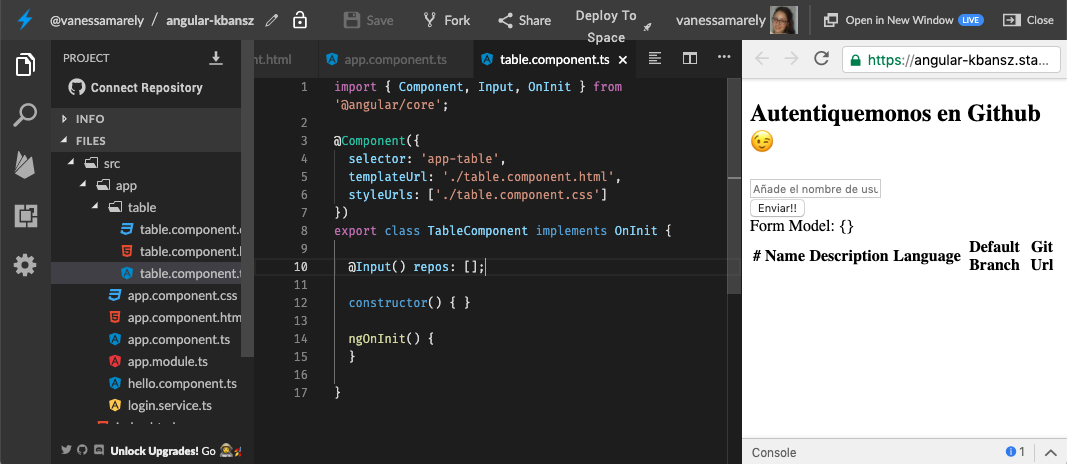 @vanessamarely / angular-kbansz
Save
Fork
Share
Deploy To Space
vanessamarely
Open in New Window LIVE
Close
PROJECT
Connect Repository
INFO
FILES
src
app
table
table.component.
table.component.
table.component.
app.component.css
app.component.htm
app.component.ts
app.module.ts
hello.component.ts
login.service.ts
Unlock Upgrades! Go
nt.html
app.component.ts
table.component.ts
1 import { Component, Input, OnInit } from
'@angular/core';
2
3 @Component({
4 selector: 'app-table',
5 templateUrl: './table.component.html',
6 styleUrls: ['./table.component.css']
7 })
8 export class TableComponent implements OnInit {
9
10 @Input() repos: [];
11
12 constructor() { }
13
14 ngOnInit() {
15 }
16
17 }
https://angular-kbansz.sta...
Autentiquemonos en Github
😉
Añade el nombre de usu
Enviar!!
Form Model: {}
# Name Description Language Default Branch Git Url
Console
1